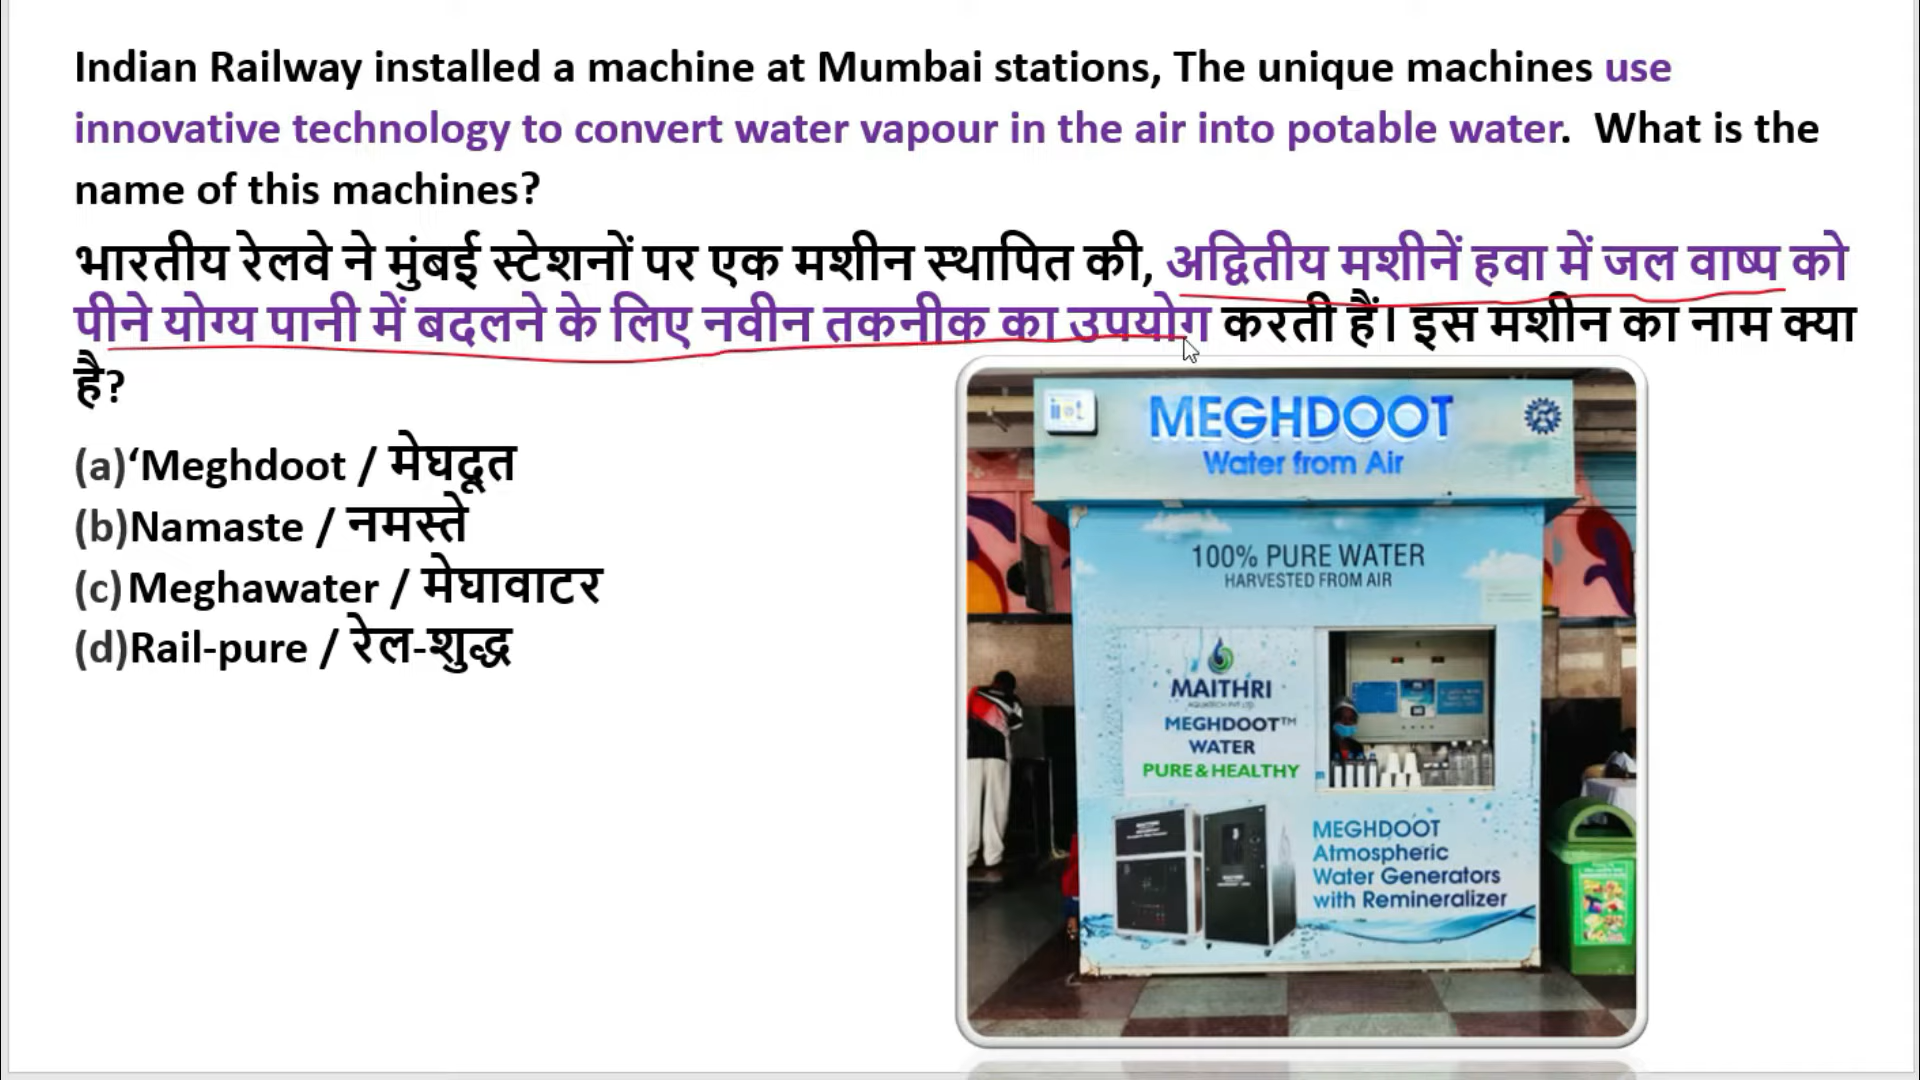 Indian Railway installed a machine at Mumbai stations, The unique machines use
innovative technology to convert water vapour in the air into potable water.  What is the
name of this machines?
भारतीय रेलवे ने मुंबई स्टेशनों पर एक मशीन स्थापित की, अद्वितीय मशीनें हवा में जल वाष्प को
पीने योग्य पानी में बदलने के लिए नवीन तकनीक का उपयोग करती हैं। इस मशीन का नाम क्या
है?
(a)‘Meghdoot / मेघदूत
(b)Namaste / नमस्ते
(c)Meghawater / मेघावाटर
(d)Rail-pure / रेल-शुद्ध
MEGHDOOT
Water from Air
100% PURE WATER
HARVESTED FROM AIR
MAITHRI
AQUATECH PVT LTD
MEGHDOOT™
WATER
PURE & HEALTHY
MEGHDOOT
Atmospheric
Water Generators
with Remineralizer